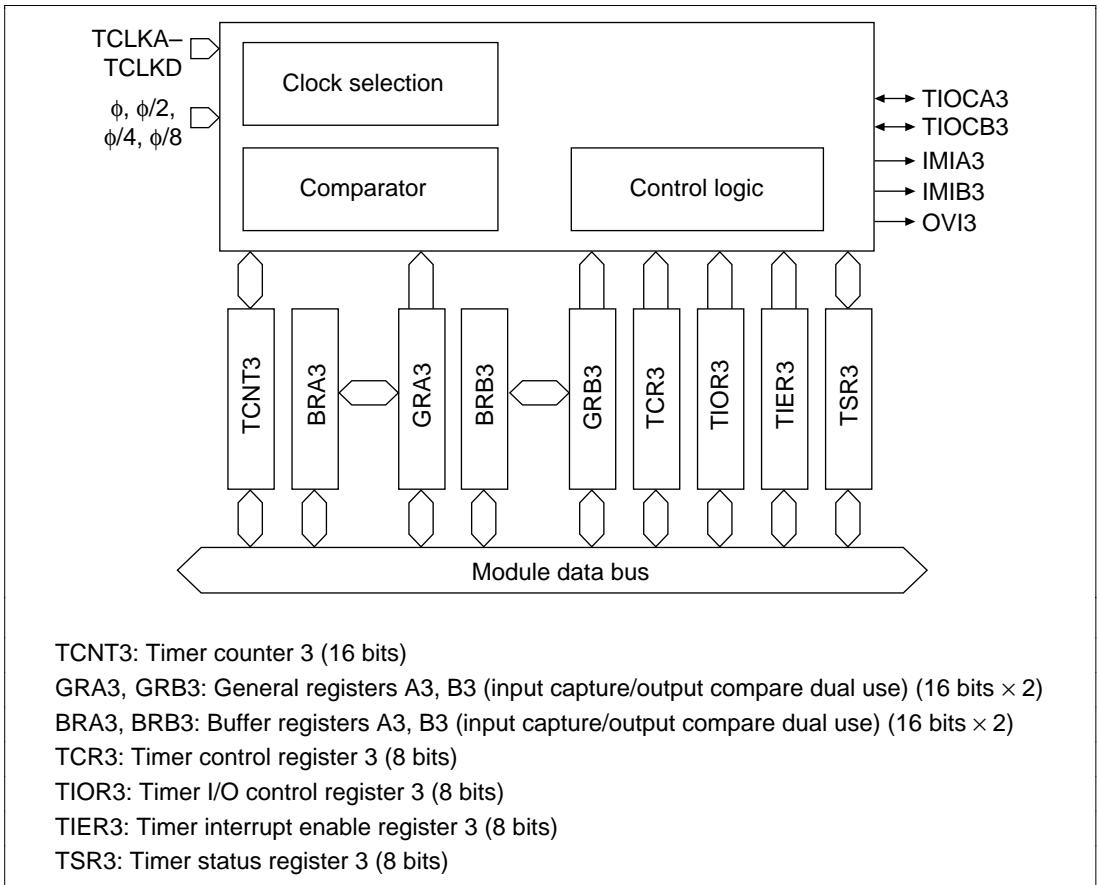 TCLKA–
TCLKD
ϕ, ϕ/2,
ϕ/4, ϕ/8
Clock selection
Comparator
Control logic
TIOCA3
TIOCB3
IMIA3
IMIB3
OVI3
TCNT3
BRA3
GRA3
BRB3
GRB3
TCR3
TIOR3
TIER3
TSR3
Module data bus
TCNT3: Timer counter 3 (16 bits)
GRA3, GRB3: General registers A3, B3 (input capture/output compare dual use) (16 bits × 2)
BRA3, BRB3: Buffer registers A3, B3 (input capture/output compare dual use) (16 bits × 2)
TCR3: Timer control register 3 (8 bits)
TIOR3: Timer I/O control register 3 (8 bits)
TIER3: Timer interrupt enable register 3 (8 bits)
TSR3: Timer status register 3 (8 bits)